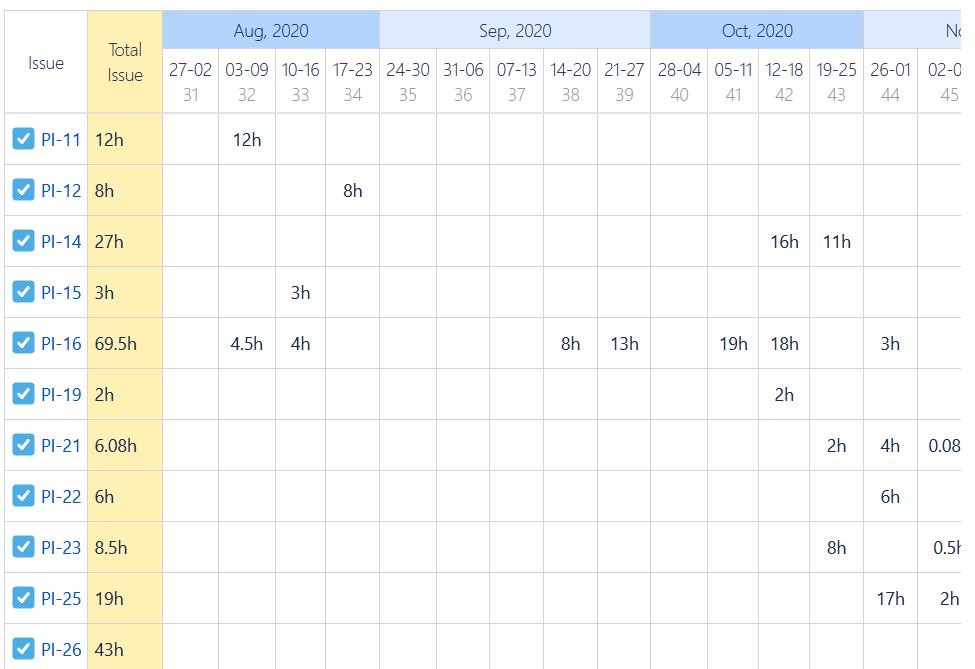 Aug, 2020 Sep, 2020 Oct, 2020
Issue Total Issue 27-02 03-09 10-16 17-23 24-30 31-06 07-13 14-20 21-27 28-04 05-11 12-18 19-25 26-01
31 32 33 34 35 36 37 38 39 40 41 42 43 44 45
PI-11 12h 12h
PI-12 8h 8h
PI-14 27h 16h 11h
PI-15 3h 3h
PI-16 69.5h 4.5h 4h 8h 13h 19h 18h 3h
PI-19 2h 2h
PI-21 6.08h 2h 4h 0.08
PI-22 6h 6h
PI-23 8.5h 8h 0.5h
PI-25 19h 17h 2h
PI-26 43h